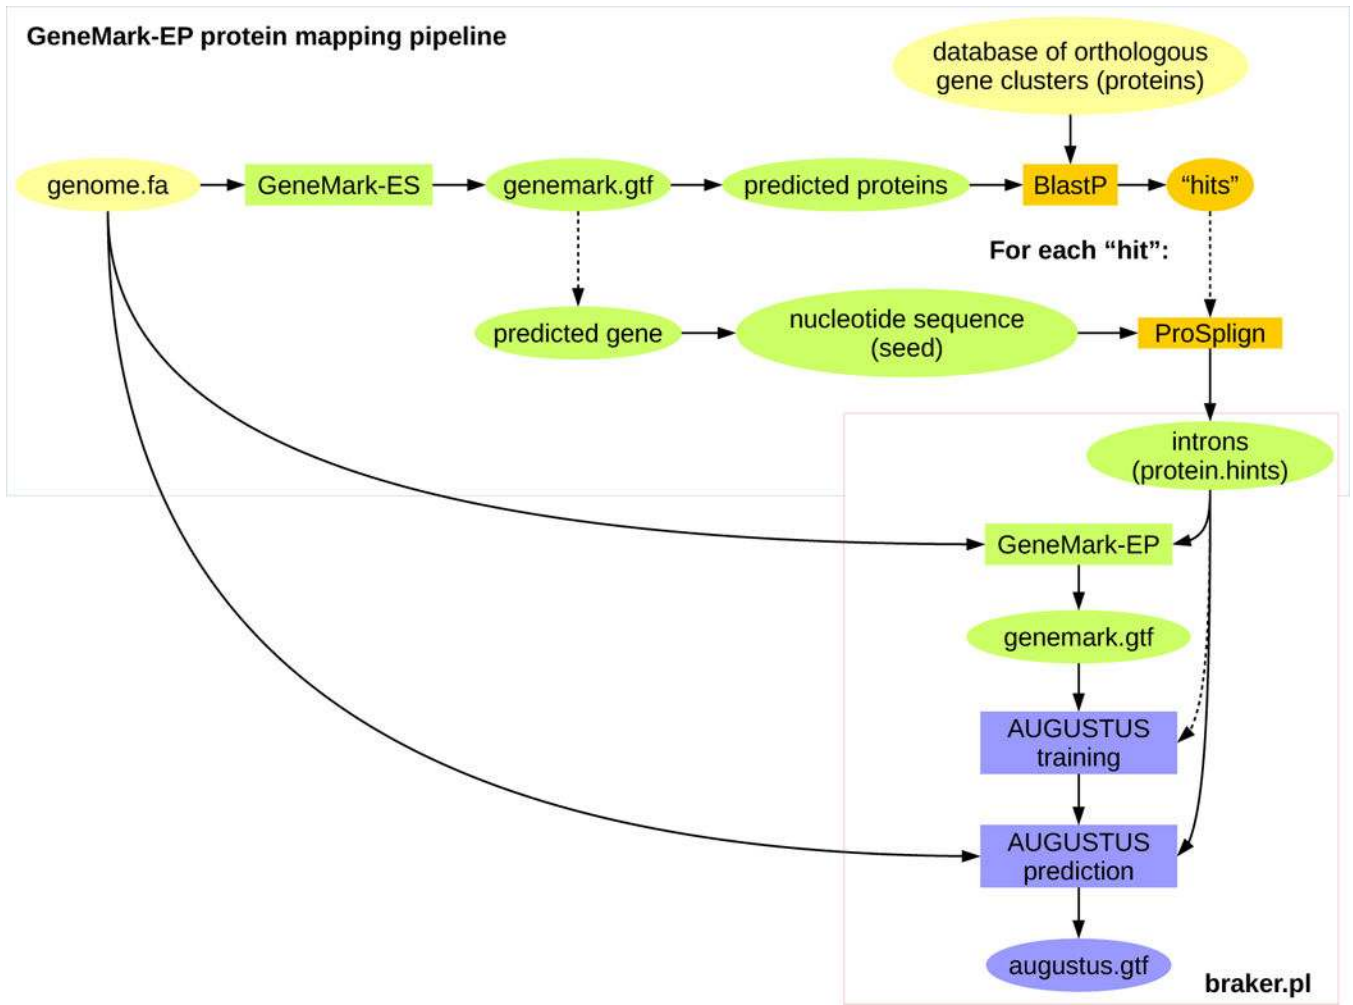 GeneMark-EP protein mapping pipeline
database of orthologous
gene clusters (proteins)
genome.fa
GeneMark-ES
genemark.gtf
predicted proteins
BlastP
“hits”
For each “hit”:
predicted gene
nucleotide sequence
(seed)
ProSplign
introns
(protein.hints)
GeneMark-EP
genemark.gtf
AUGUSTUS
training
AUGUSTUS
prediction
augustus.gtf
braker.pl